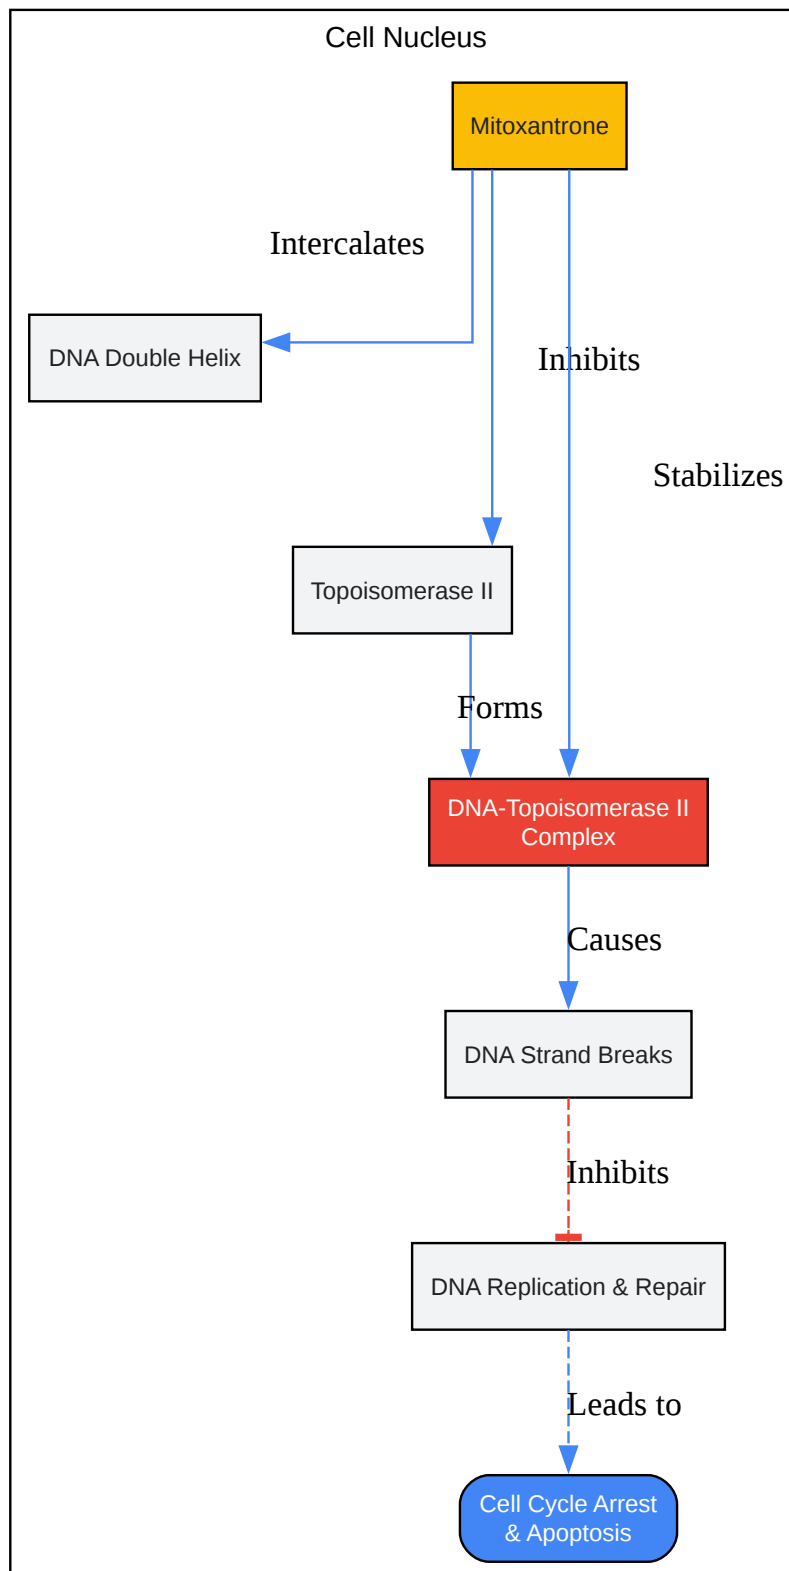 Cell Nucleus
Mitoxantrone
Intercalates
DNA Double Helix
Inhibits
Stabilizes
Topoisomerase II
Forms
DNA-Topoisomerase II
Complex
Causes
DNA Strand Breaks
Inhibits
DNA Replication & Repair
Leads to
Cell Cycle Arrest
& Apoptosis